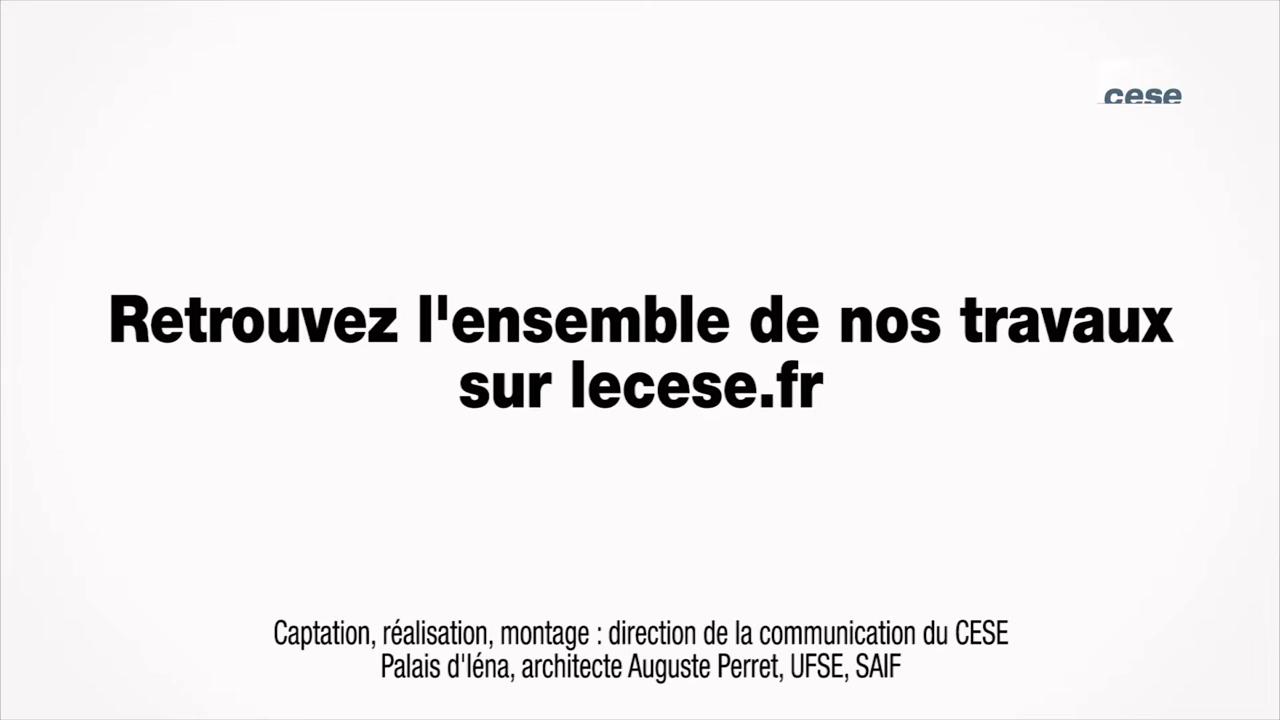 cese
Retrouvez l'ensemble de nos travaux
sur lecese.fr
Captation, réalisation, montage : direction de la communication du CESE
Palais d'Iéna, architecte Auguste Perret, UFSE, SAIF